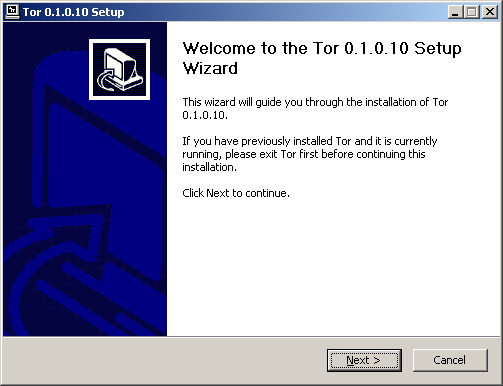 Tor 0.1.0.10 Setup
Welcome to the Tor 0.1.0.10 Setup
Wizard
This wizard will guide you through the installation of Tor
0.1.0.10.
If you have previously installed Tor and it is currently
running, please exit Tor first before continuing this
installation.
Click Next to continue.
Next >
Cancel